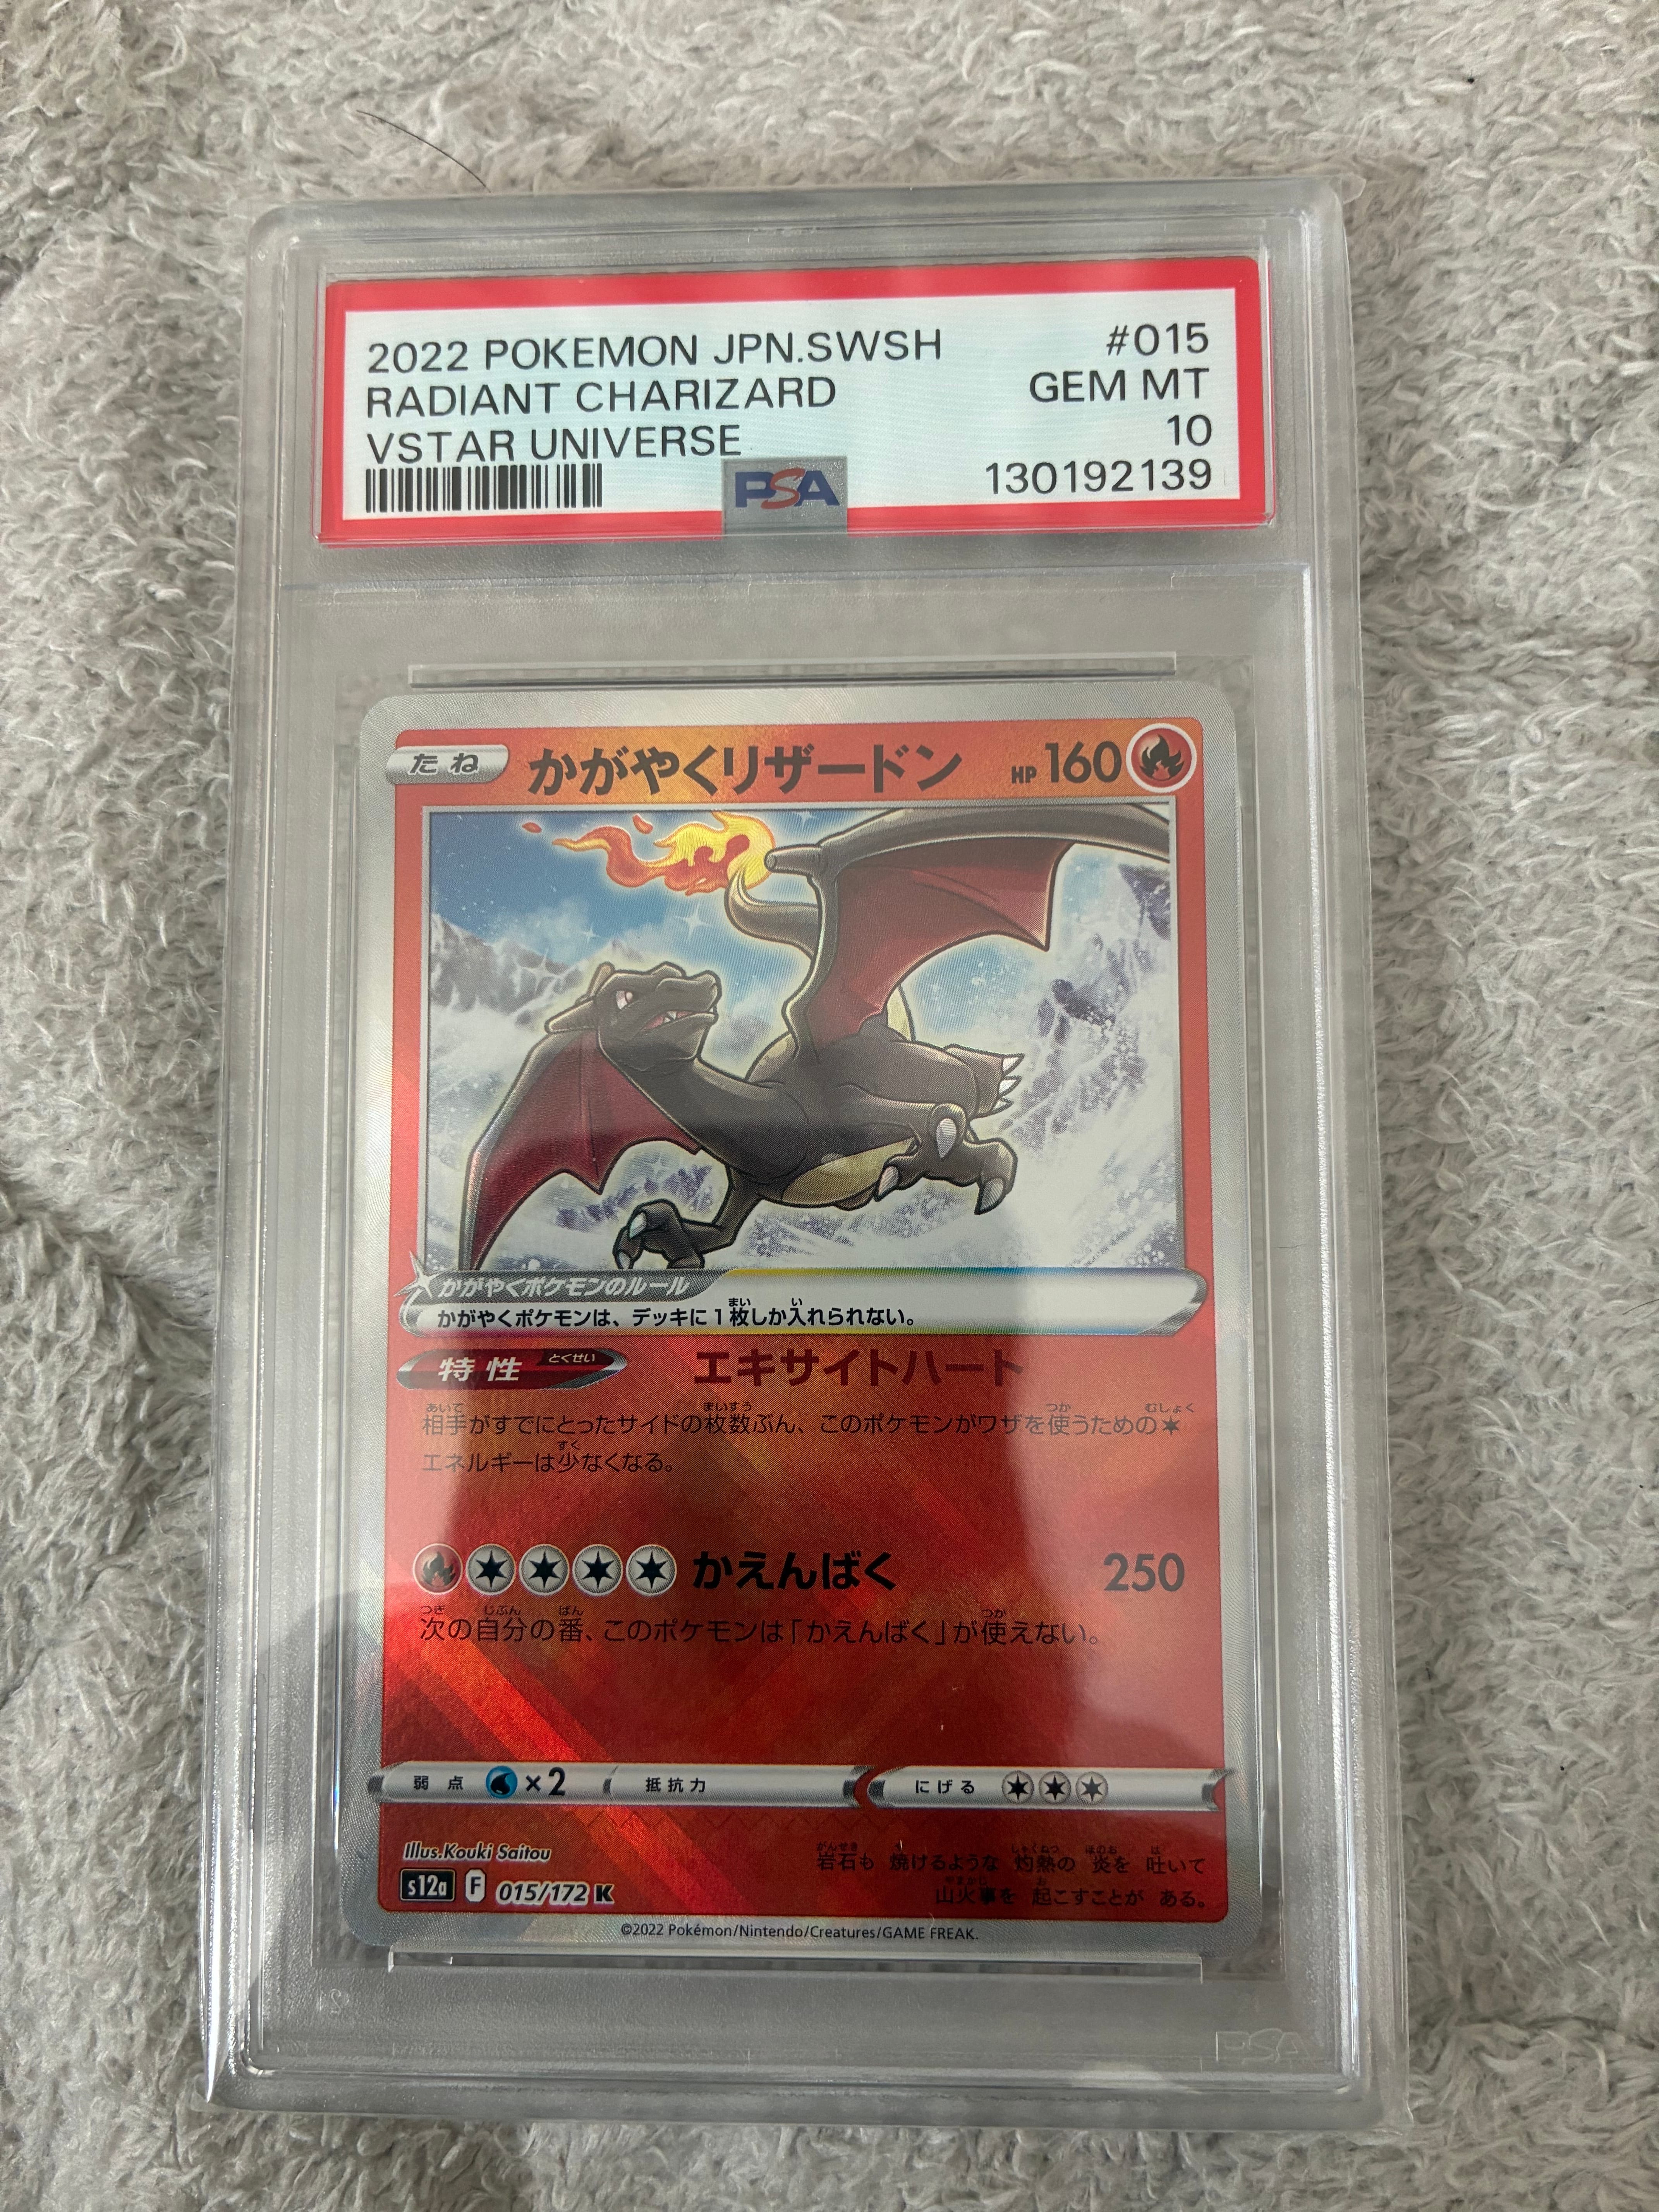 2022 POKEMON JPN.SWSH #015
RADIANT CHARIZARD GEM MT
VSTAR UNIVERSE 10
PSA 130192139
たね かがやくリザードン HP 160
かがやくポケモンのルール
かがやくポケモンは、デッキに1枚しか入れられない。
特性 とくせい エキサイトハート
相手がすでにとったサイドの枚数ぶん、このポケモンがワザを使うための
エネルギーは少なくなる。
かえんばく 250
次の自分の番、このポケモンは「かえんばく」が使えない。
弱点 ×2 抵抗力 にげる
Illus.Kouki Saitou
岩石も 焼けるような 灼熱の 炎を 吐いて
s12a F 015/172 K
山火事を 起こすことが ある。
©2022 Pokémon/Nintendo/Creatures/GAME FREAK.
PSA